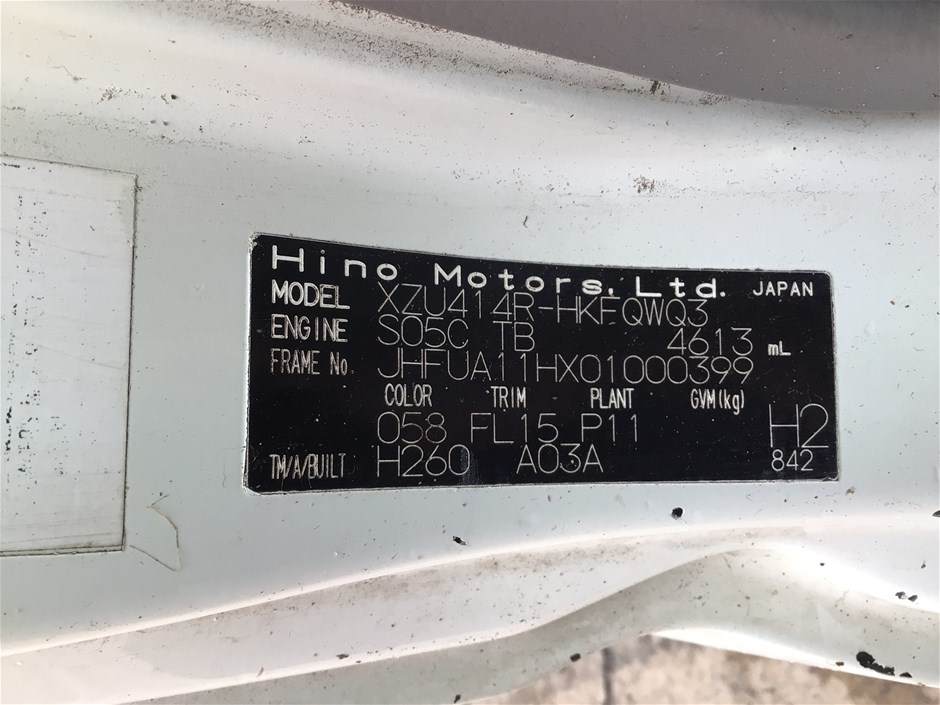 Hino Motors, Ltd. JAPAN
MODEL XZU414R-HKFQWQ3
ENGINE S05C TB 4613 mL
FRAME No. JHFUA11HX01000399
COLOR TRIM PLANT GVM(kg)
058 FL15 P11 H2
TM/A/BUILT H260 A03A 842